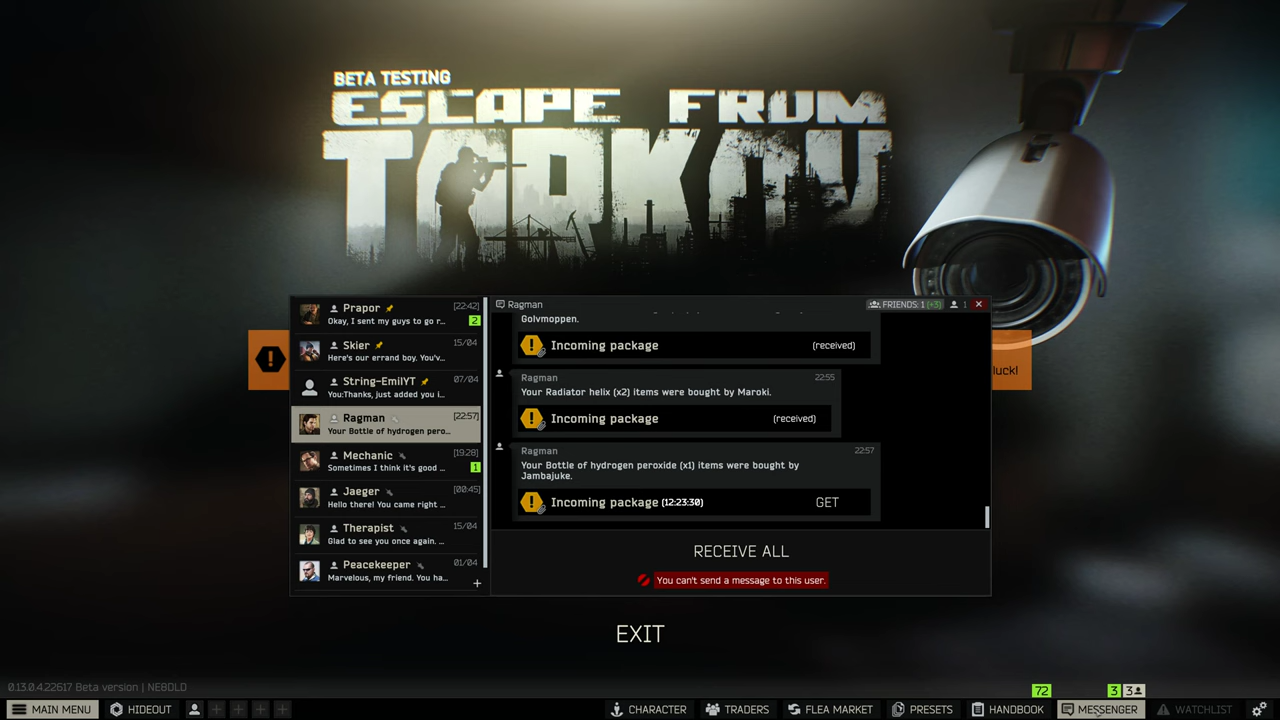 BETA TESTING
ESCAPE FROM
TARKOV
Prapor [22:42]
Okay, I sent my guys to go r... 2
Skier 15/04
Here's our errand boy. You'v...
String-EmilYT 07/04
You:Thanks, just added you i...
Ragman [22:57]
Your Bottle of hydrogen pero...
Mechanic [19:28]
Sometimes I think it's good ... 1
Jaeger [00:45]
Hello there! You came right ...
Therapist 15/04
Glad to see you once again. ...
Peacekeeper 01/04
Marvelous, my friend. You ha...
+
Ragman FRIENDS: 1 (+3) 1
Golvmoppen.
Incoming package (received)
Ragman 22:55
Your Radiator helix (x2) items were bought by Maroki.
Incoming package (received)
Ragman 22:57
Your Bottle of hydrogen peroxide (x1) items were bought by
Jambajuke.
Incoming package (12:23:30) GET
RECEIVE ALL
You can't send a message to this user.
luck!
EXIT
0.13.0.4.22617 Beta version | NE8DLD
72 3 3
MAIN MENU HIDEOUT CHARACTER TRADERS FLEA MARKET PRESETS HANDBOOK MESSENGER WATCHLIST